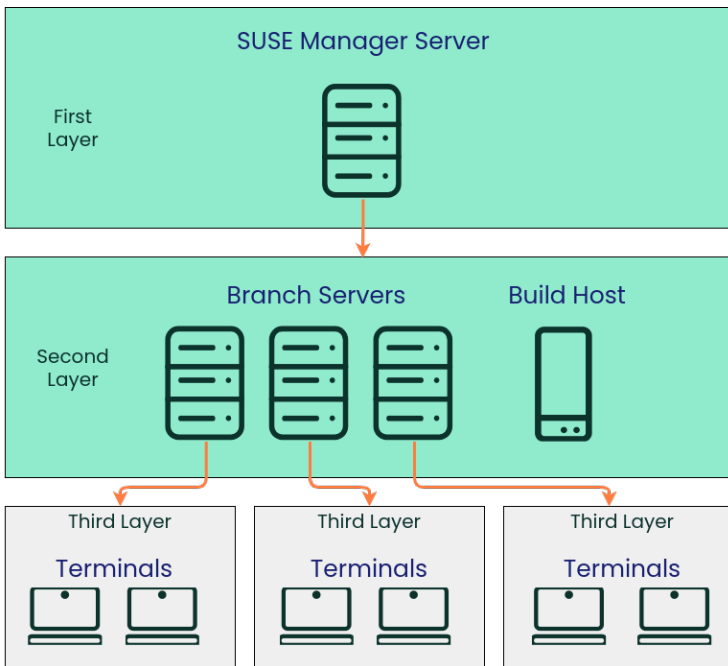 SUSE Manager Server
First
Layer
Branch Servers
Build Host
Second
Layer
Third Layer
Terminals
Third Layer
Terminals
Third Layer
Terminals